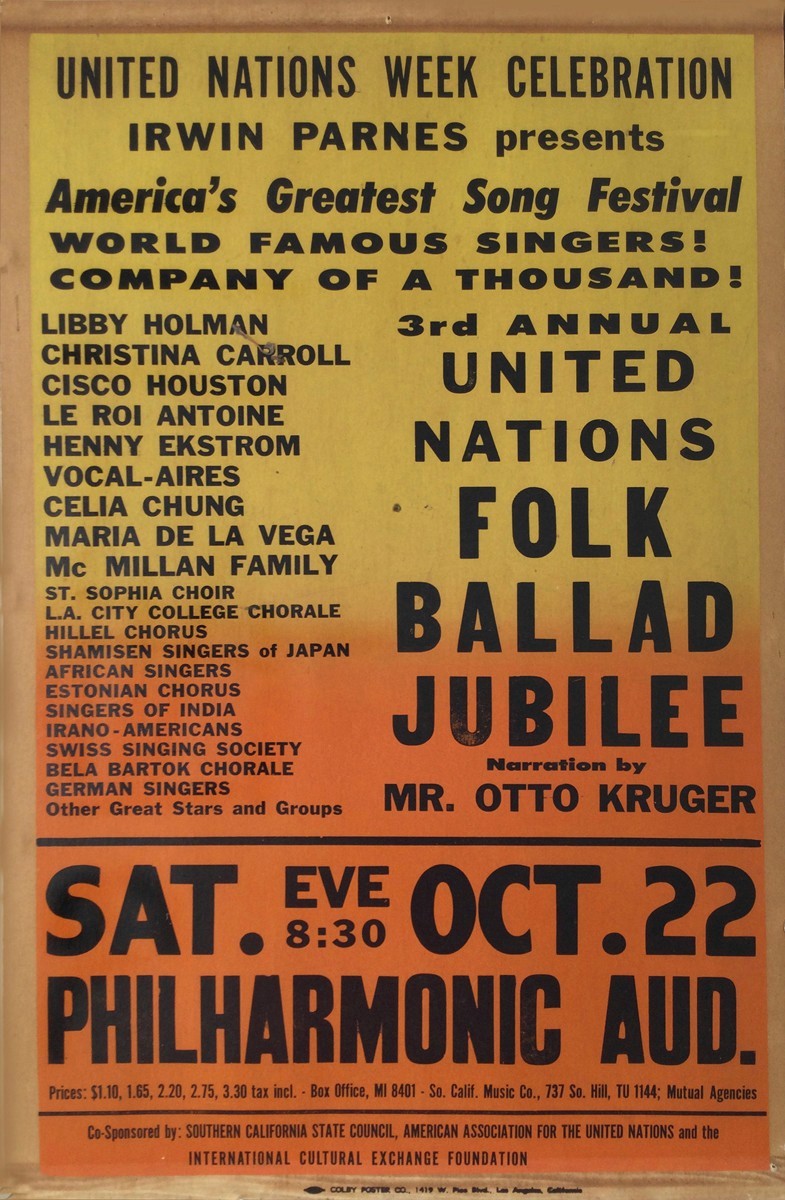 UNITED NATIONS WEEK CELEBRATION
IRWIN PARNES presents
America's Greatest Song Festival
WORLD FAMOUS SINGERS!
COMPANY OF A THOUSAND!
LIBBY HOLMAN
CHRISTINA CARROLL
CISCO HOUSTON
LE ROI ANTOINE
HENNY EKSTROM
VOCAL-AIRES
CELIA CHUNG
MARIA DE LA VEGA
Mc MILLAN FAMILY
ST. SOPHIA CHOIR
L.A. CITY COLLEGE CHORALE
HILLEL CHORUS
SHAMISEN SINGERS of JAPAN
AFRICAN SINGERS
ESTONIAN CHORUS
SINGERS OF INDIA
IRANO-AMERICANS
SWISS SINGING SOCIETY
BELA BARTOK CHORALE
GERMAN SINGERS
Other Great Stars and Groups
3rd ANNUAL
UNITED
NATIONS
FOLK
BALLAD
JUBILEE
Narration by
MR. OTTO KRUGER
SAT. EVE 8:30 OCT. 22
PHILHARMONIC AUD.
Prices: $1.10, 1.65, 2.20, 2.75, 3.30 tax incl. - Box Office, MI 8401 - So. Calif. Music Co., 737 So. Hill, TU 1144; Mutual Agencies
Co-Sponsored by: SOUTHERN CALIFORNIA STATE COUNCIL, AMERICAN ASSOCIATION FOR THE UNITED NATIONS and the
INTERNATIONAL CULTURAL EXCHANGE FOUNDATION
COLBY POSTER CO., 1419 W. Pico Blvd., Los Angeles, California